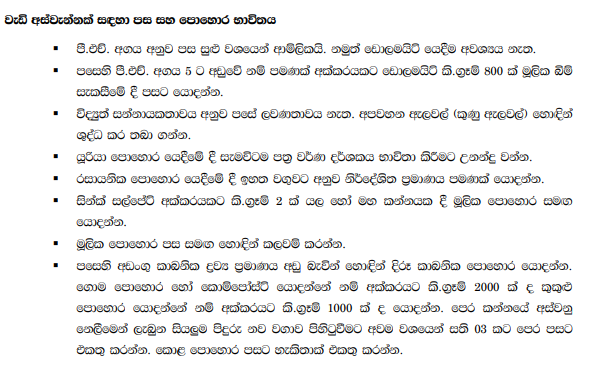 වැඩි අස්වැන්නක් සඳහා පස සහ පොහොර භාවිතය
▪ පී.එච්. අගය අනුව පස සුළු වශයෙන් ආම්ලිකයි. නමුත් ඩොලමයිට් යෙදීම අවශ්‍ය නැත.
▪ පසෙහි පී.එච්. අගය 5 ට අඩුවේ නම් පමණක් අක්කරයකට ඩොලමයිට් කි.ග්‍රෑම් 800 ක් මූලික බිම්
සැකසීමේ දී පසට යොදන්න.
▪ විද්‍යුත් සන්නායකතාවය අනුව පසේ ලවණතාවය නැත. අපවහන ඇලවල් (කුණු ඇලවල්) හොඳින්
ශුද්ධ කර තබා ගන්න.
▪ යූරියා පොහොර යෙදීමේ දී සැමවිටම පත්‍ර වර්ණ දර්ශකය භාවිතා කිරීමට උනන්දු වන්න.
▪ රසායනික පොහොර යෙදීමේ දී ඉහත වගුවට අනුව නිර්දේශිත ප්‍රමාණය පමණක් යොදන්න.
▪ සින්ක් සල්පේට් අක්කරයකට කි.ග්‍රෑම් 2 ක් යල හෝ මහ කන්නයක දී මූලික පොහොර සමඟ
යොදන්න.
▪ මූලික පොහොර පස සමඟ හොඳින් කලවම් කරන්න.
▪ පසෙහි අඩංගු කාබනික ද්‍රව්‍ය ප්‍රමාණය අඩු බැවින් හොඳින් දිරූ කාබනික පොහොර යොදන්න.
ගොම පොහොර හෝ කොම්පෝස්ට් යොදන්නේ නම් අක්කරයකට කි.ග්‍රෑම් 2000 ක් ද කුකුළු
පොහොර යොදන්නේ නම් අක්කරයට කි.ග්‍රෑම් 1000 ක් ද යොදන්න. පෙර කන්නයේ අස්වනු
නෙලීමෙන් ලැබුන සියලුම පිදුරු නව වගාව පිහිටුවීමට අවම වශයෙන් සති 03 කට පෙර පසට
එකතු කරන්න. කොළ පොහොර පසට හැකිතාක් එකතු කරන්න.